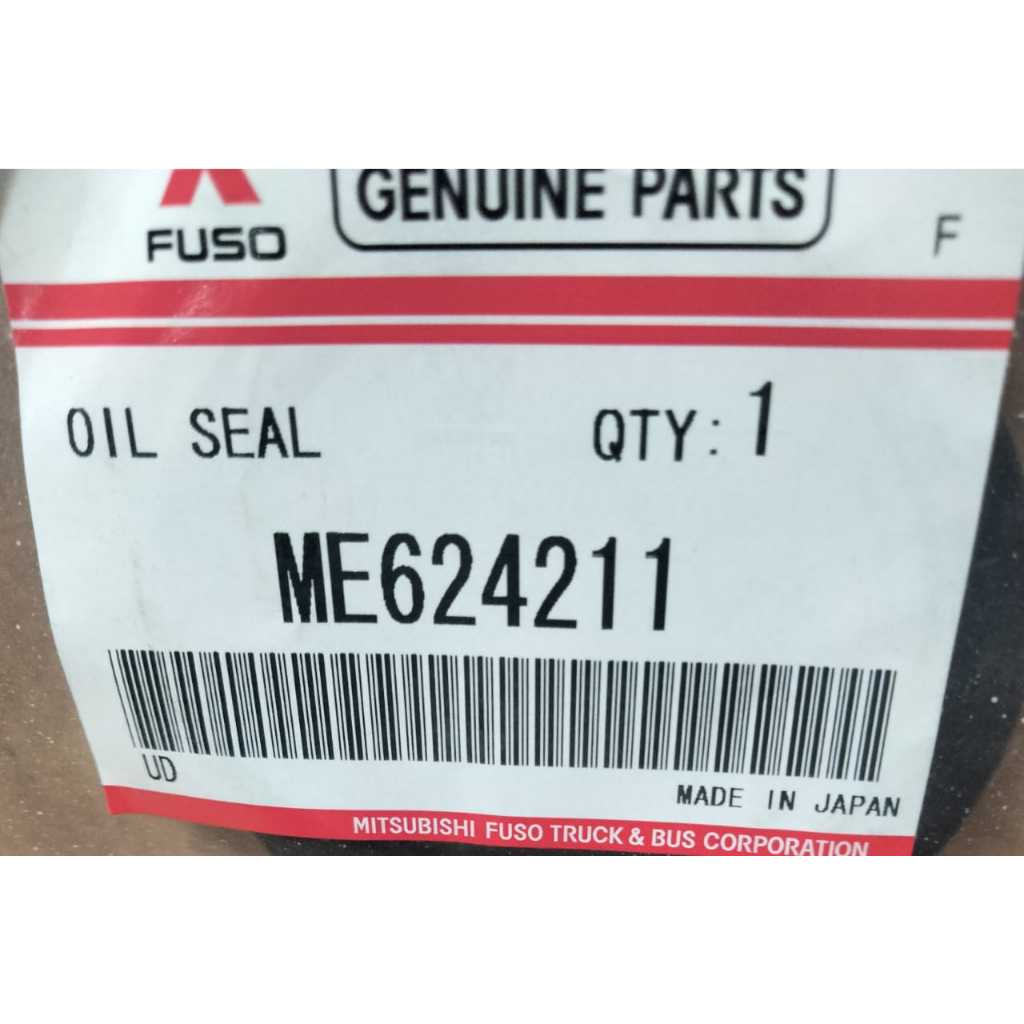 FUSO
GENUINE PARTS
F
OIL SEAL QTY: 1
ME624211
UD
MADE IN JAPAN
MITSUBISHI FUSO TRUCK & BUS CORPORATION